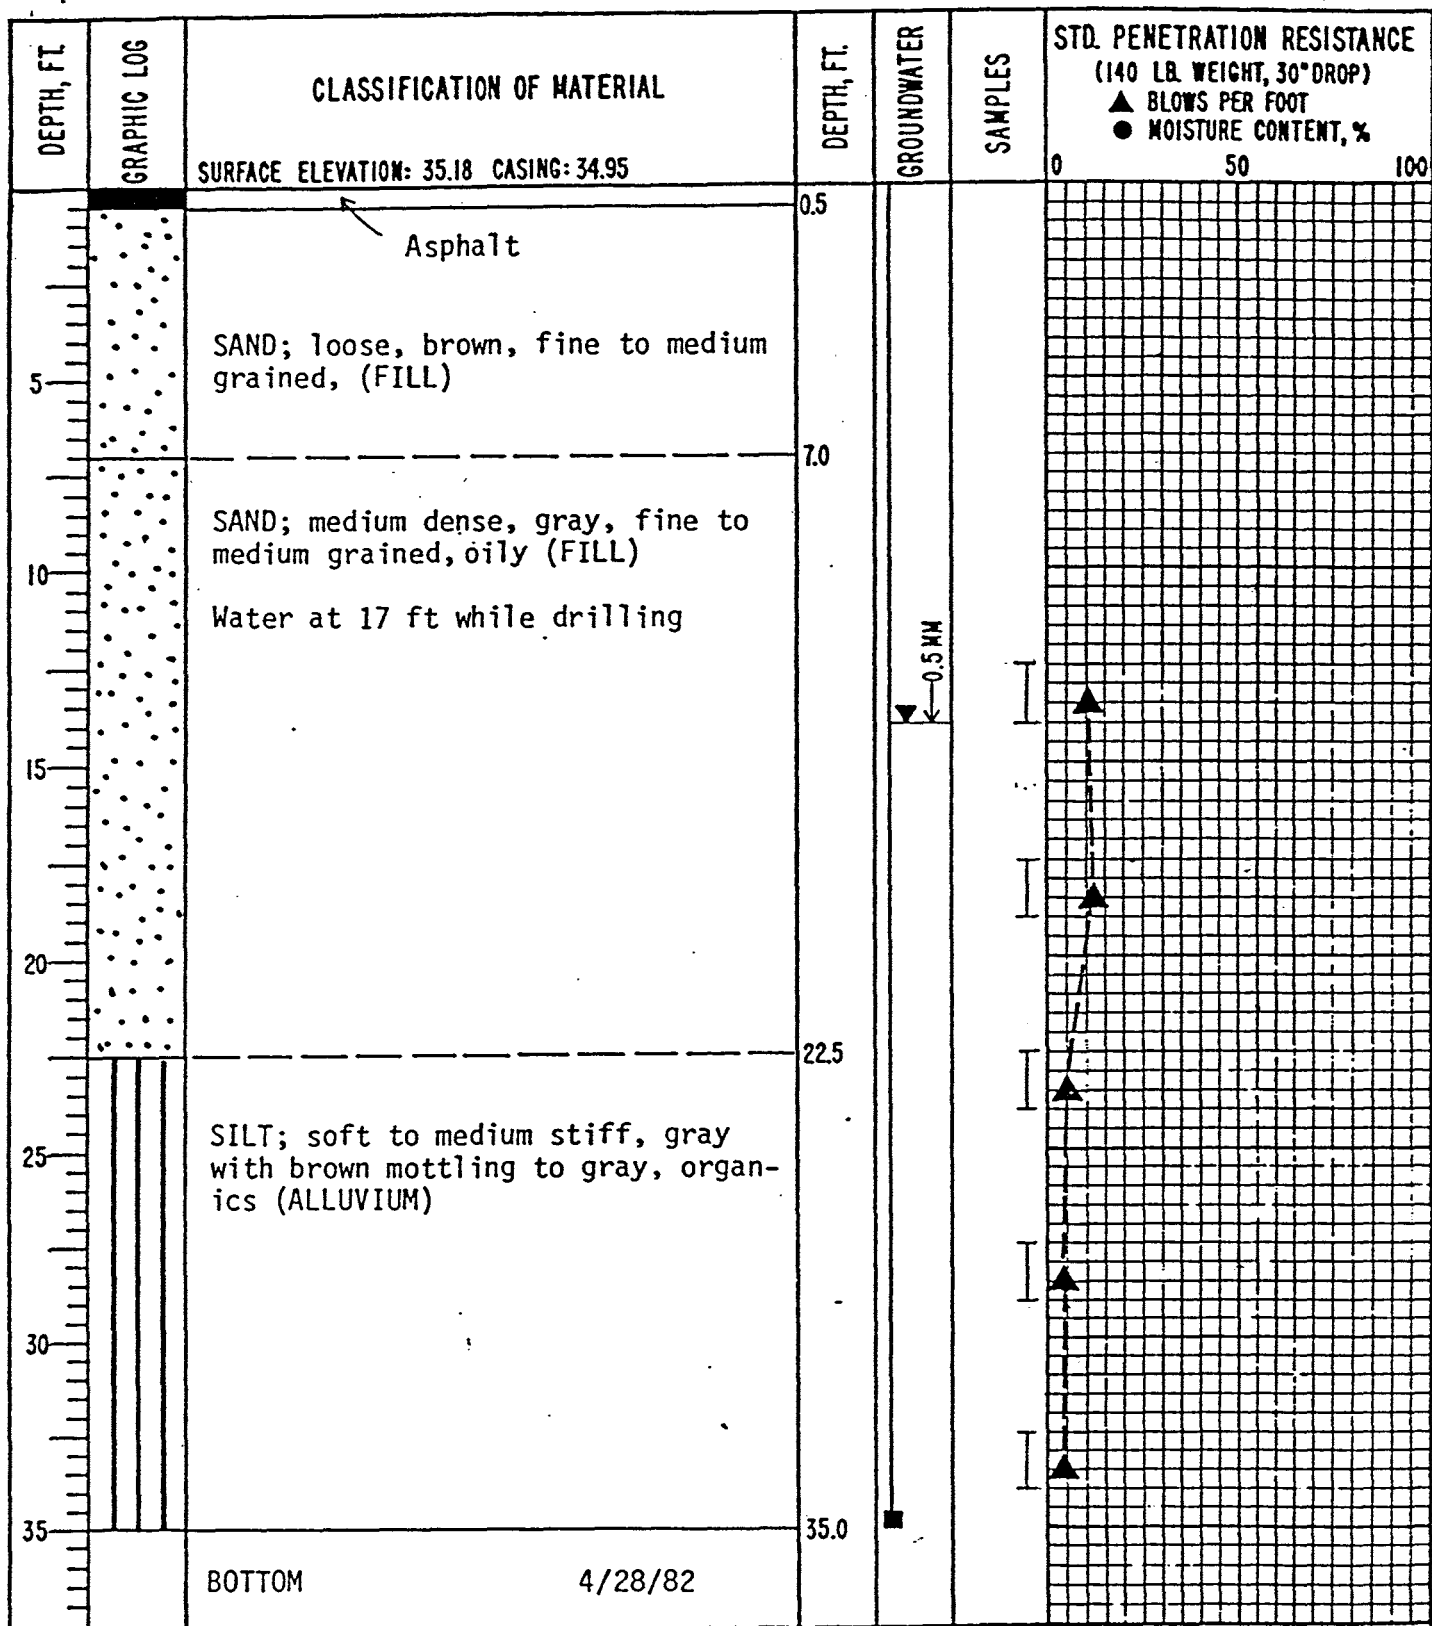 DEPTH, FT.
GRAPHIC LOG
CLASSIFICATION OF MATERIAL
SURFACE ELEVATION: 35.18 CASING: 34.95
DEPTH, FT.
GROUNDWATER
SAMPLES
STD. PENETRATION RESISTANCE
(140 LB. WEIGHT, 30" DROP)
▲ BLOWS PER FOOT
● MOISTURE CONTENT, %
0 50 100
0.5
Asphalt
SAND; loose, brown, fine to medium
grained, (FILL)
5
7.0
SAND; medium dense, gray, fine to
medium grained, oily (FILL)
10
Water at 17 ft while drilling
0.5 MM
15
20
22.5
SILT; soft to medium stiff, gray
with brown mottling to gray, organ-
ics (ALLUVIUM)
25
30
35
35.0
BOTTOM 4/28/82